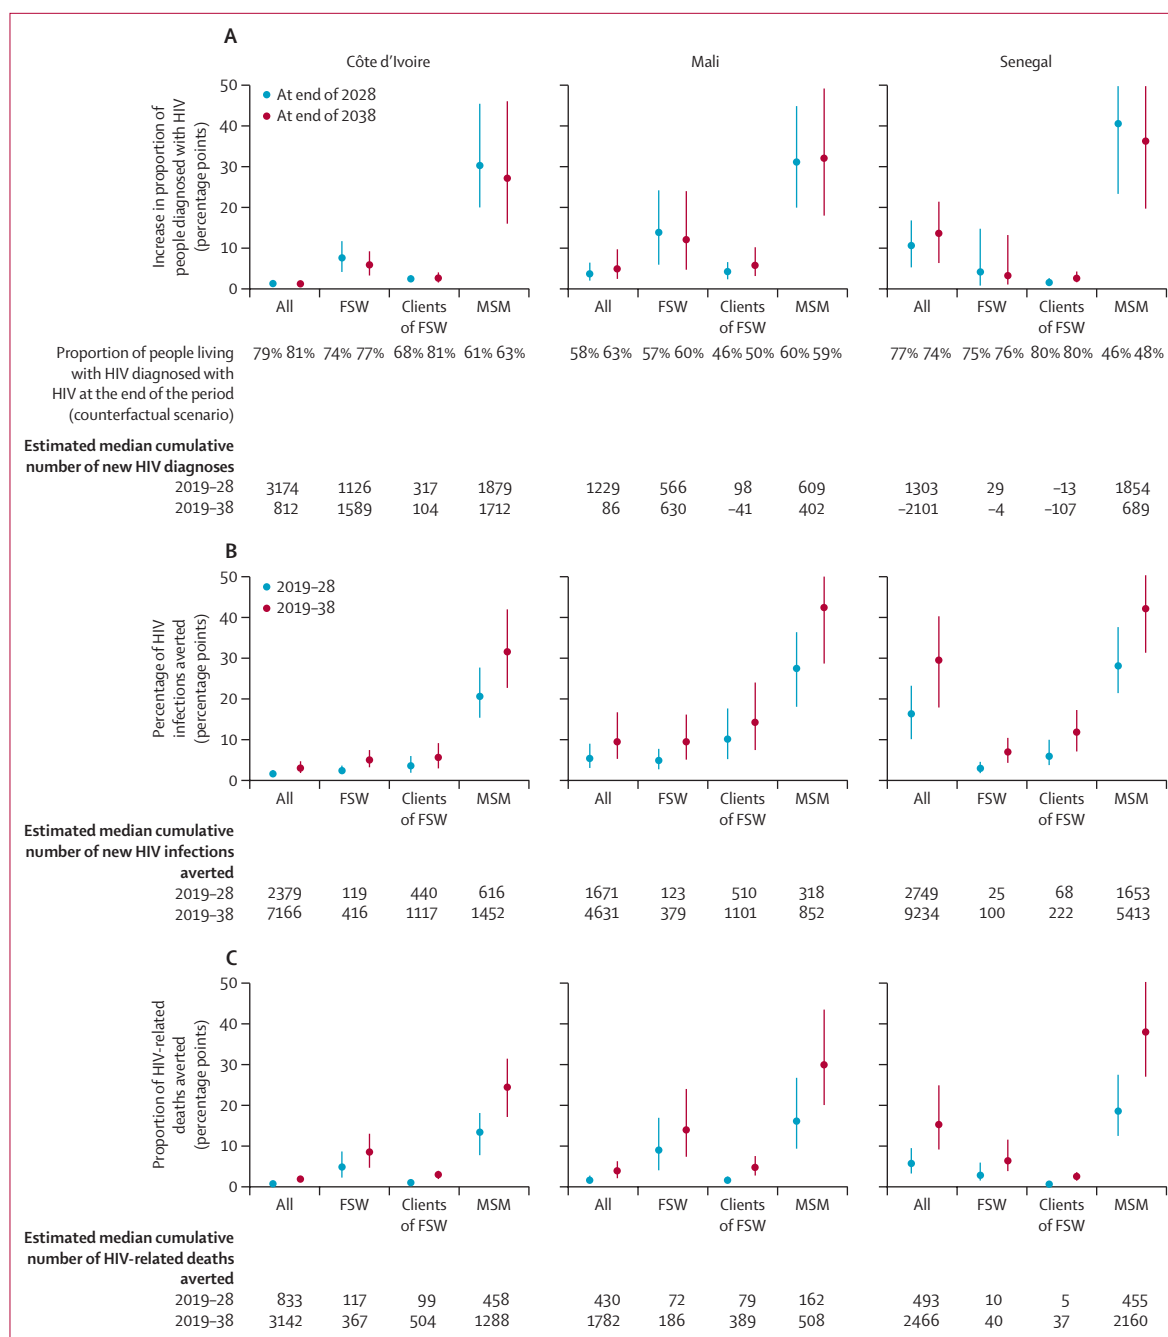 A
Côte d'Ivoire Mali Senegal
Increase in proportion of
people diagnosed with HIV
(percentage points)
50
40
30
20
10
0
At end of 2028
At end of 2038
All FSW Clients of FSW MSM All FSW Clients of FSW MSM All FSW Clients of FSW MSM
Proportion of people living
with HIV diagnosed with
HIV at the end of the period
(counterfactual scenario)
79% 81% 74% 77% 68% 81% 61% 63% 58% 63% 57% 60% 46% 50% 60% 59% 77% 74% 75% 76% 80% 80% 46% 48%
Estimated median cumulative
number of new HIV diagnoses
2019–28 3174 1126 317 1879 1229 566 98 609 1303 29 –13 1854
2019–38 812 1589 104 1712 86 630 –41 402 –2101 –4 –107 689
B
Percentage of HIV
infections averted
(percentage points)
50
40
30
20
10
0
2019–28
2019–38
All FSW Clients of FSW MSM All FSW Clients of FSW MSM All FSW Clients of FSW MSM
Estimated median cumulative
number of new HIV infections
averted
2019–28 2379 119 440 616 1671 123 510 318 2749 25 68 1653
2019–38 7166 416 1117 1452 4631 379 1101 852 9234 100 222 5413
C
Proportion of HIV-related
deaths averted
(percentage points)
50
40
30
20
10
0
All FSW Clients of FSW MSM All FSW Clients of FSW MSM All FSW Clients of FSW MSM
Estimated median cumulative
number of HIV-related deaths
averted
2019–28 833 117 99 458 430 72 79 162 493 10 5 455
2019–38 3142 367 504 1288 1782 186 389 508 2466 40 37 2160